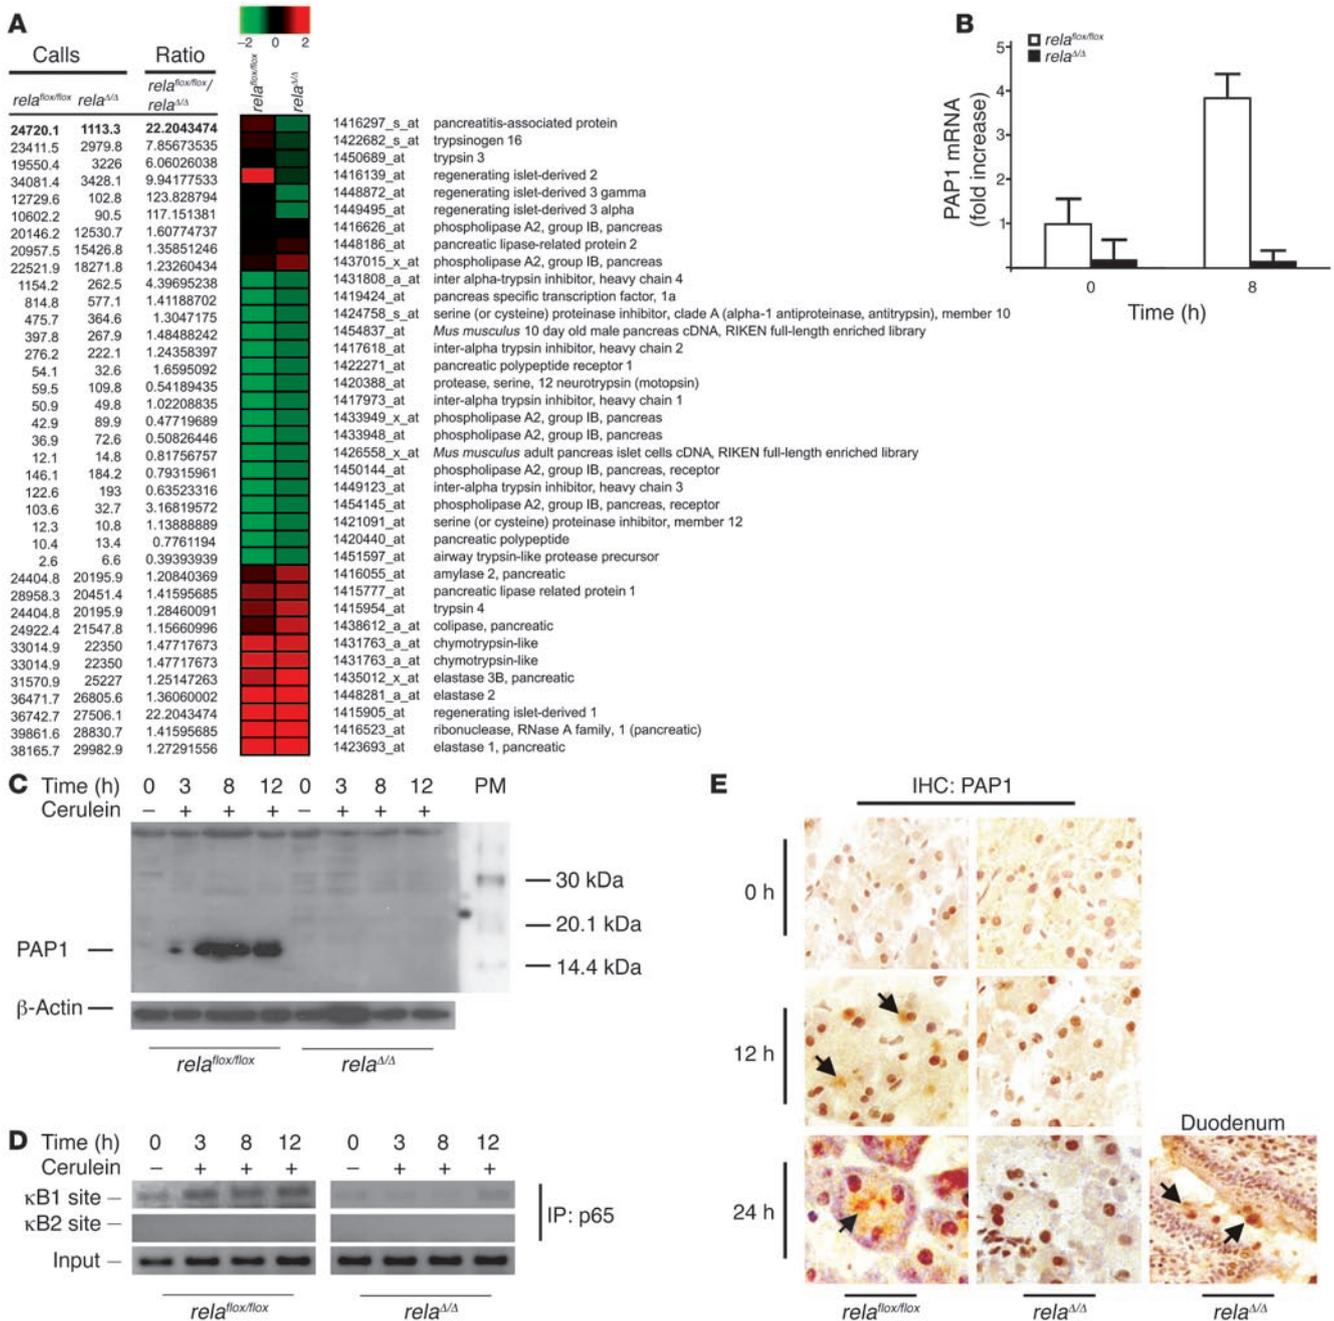 A
−2 0 2
Calls Ratio
rela^flox/flox rela^Δ/Δ rela^flox/flox/ rela^Δ/Δ rela^flox/flox rela^Δ/Δ
24720.1 1113.3 22.2043474 1416297_s_at pancreatitis-associated protein
23411.5 2979.8 7.85673535 1422682_s_at trypsinogen 16
19550.4 3226 6.06026038 1450689_at trypsin 3
34081.4 3428.1 9.94177533 1416139_at regenerating islet-derived 2
12729.6 102.8 123.828794 1448872_at regenerating islet-derived 3 gamma
10602.2 90.5 117.151381 1449495_at regenerating islet-derived 3 alpha
20146.2 12530.7 1.60774737 1416626_at phospholipase A2, group IB, pancreas
20957.5 15426.8 1.35851246 1448186_at pancreatic lipase-related protein 2
22521.9 18271.8 1.23260434 1437015_x_at phospholipase A2, group IB, pancreas
1154.2 262.5 4.39695238 1431808_a_at inter alpha-trypsin inhibitor, heavy chain 4
814.8 577.1 1.41188702 1419424_at pancreas specific transcription factor, 1a
475.7 364.6 1.3047175 1424758_s_at serine (or cysteine) proteinase inhibitor, clade A (alpha-1 antiproteinase, antitrypsin), member 10
397.8 267.9 1.48488242 1454837_at Mus musculus 10 day old male pancreas cDNA, RIKEN full-length enriched library
276.2 222.1 1.24358397 1417618_at inter-alpha trypsin inhibitor, heavy chain 2
54.1 32.6 1.6595092 1422271_at pancreatic polypeptide receptor 1
59.5 109.8 0.54189435 1420388_at protease, serine, 12 neurotrypsin (motopsin)
50.9 49.8 1.02208835 1417973_at inter-alpha trypsin inhibitor, heavy chain 1
42.9 89.9 0.47719689 1433949_x_at phospholipase A2, group IB, pancreas
36.9 72.6 0.50826446 1433948_at phospholipase A2, group IB, pancreas
12.1 14.8 0.81756757 1426558_x_at Mus musculus adult pancreas islet cells cDNA, RIKEN full-length enriched library
146.1 184.2 0.79315961 1450144_at phospholipase A2, group IB, pancreas, receptor
122.6 193 0.63523316 1449123_at inter-alpha trypsin inhibitor, heavy chain 3
103.6 32.7 3.16819572 1454145_at phospholipase A2, group IB, pancreas, receptor
12.3 10.8 1.13888889 1421091_at serine (or cysteine) proteinase inhibitor, member 12
10.4 13.4 0.7761194 1420440_at pancreatic polypeptide
2.6 6.6 0.39393939 1451597_at airway trypsin-like protease precursor
24404.8 20195.9 1.20840369 1416055_at amylase 2, pancreatic
28958.3 20451.4 1.41595685 1415777_at pancreatic lipase related protein 1
24404.8 20195.9 1.28460091 1415954_at trypsin 4
24922.4 21547.8 1.15660996 1438612_a_at colipase, pancreatic
33014.9 22350 1.47717673 1431763_a_at chymotrypsin-like
33014.9 22350 1.47717673 1431763_a_at chymotrypsin-like
31570.9 25227 1.25147263 1435012_x_at elastase 3B, pancreatic
36471.7 26805.6 1.36060002 1448281_a_at elastase 2
36742.7 27506.1 22.2043474 1415905_at regenerating islet-derived 1
39861.6 28830.7 1.41595685 1416523_at ribonuclease, RNase A family, 1 (pancreatic)
38165.7 29982.9 1.27291556 1423693_at elastase 1, pancreatic
B
rela^flox/flox
rela^Δ/Δ
PAP1 mRNA
(fold increase)
5
4
3
2
1
0 8
Time (h)
C Time (h) 0 3 8 12 0 3 8 12 PM
Cerulein − + + + − + + +
30 kDa
20.1 kDa
PAP1
14.4 kDa
β-Actin
rela^flox/flox rela^Δ/Δ
D Time (h) 0 3 8 12 0 3 8 12
Cerulein − + + + − + + +
κB1 site
κB2 site
IP: p65
Input
rela^flox/flox rela^Δ/Δ
E
IHC: PAP1
0 h
12 h
Duodenum
24 h
rela^flox/flox rela^Δ/Δ rela^Δ/Δ